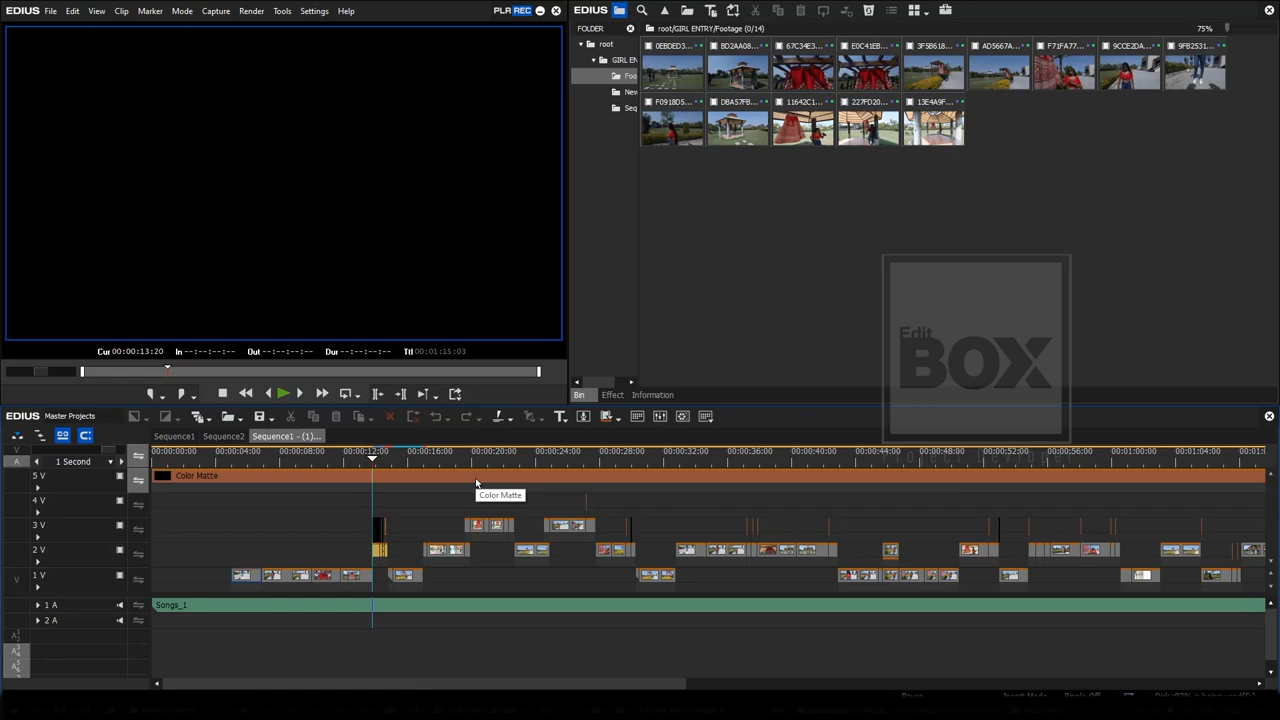 EDIUS File Edit View Clip Marker Mode Capture Render Tools Settings Help PLR REC
EDIUS
FOLDER root/GIRL ENTRY/Footage (0/14) 75%
root
GIRL EN
Foo
New
Seq
0EBDED3... BD2AA08... 67C34E3... E0C41EB... 3F5B618... AD5667A... F71FA77... 9CCE2DA... 9FB2531...
F0918D5... DBA57FB... 11642C1... 227FD20... 13E4A9F...
Edit
BOX
Cur 00:00:13:20 In --:--:--:-- Out --:--:--:-- Dur --:--:--:-- Ttl 00:01:15:03
Bin Effect Information
EDIUS Master Projects
Sequence1 Sequence2 Sequence1 - (1)...
V 00:00:00:00 00:00:04:00 00:00:08:00 00:00:12:00 00:00:16:00 00:00:20:00 00:00:24:00 00:00:28:00 00:00:32:00 00:00:36:00 00:00:40:00 00:00:44:00 00:00:48:00 00:00:52:00 00:00:56:00 00:01:00:00 00:01:04:00
A 1 Second
5 V Color Matte
Color Matte
4 V
3 V
2 V
V 1 V
1 A Songs_1
2 A